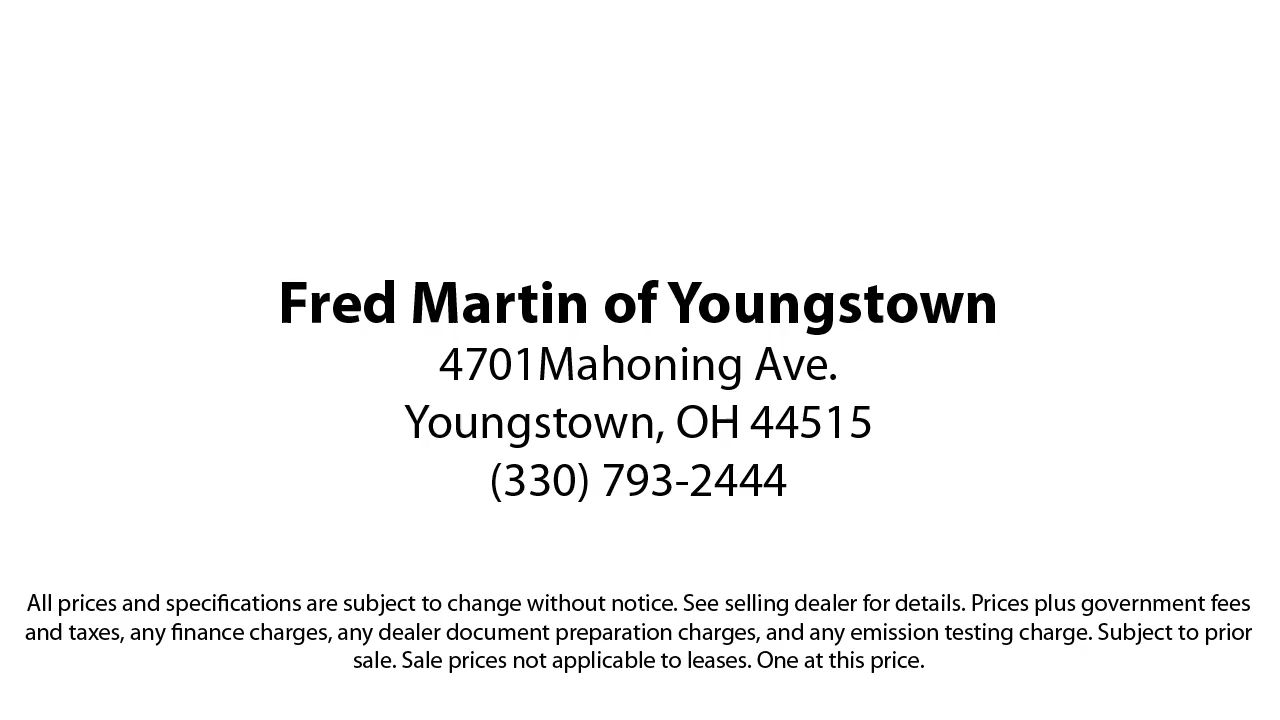 Fred Martin of Youngstown
4701Mahoning Ave.
Youngstown, OH 44515
(330) 793-2444
All prices and specifications are subject to change without notice. See selling dealer for details. Prices plus government fees
and taxes, any finance charges, any dealer document preparation charges, and any emission testing charge. Subject to prior
sale. Sale prices not applicable to leases. One at this price.